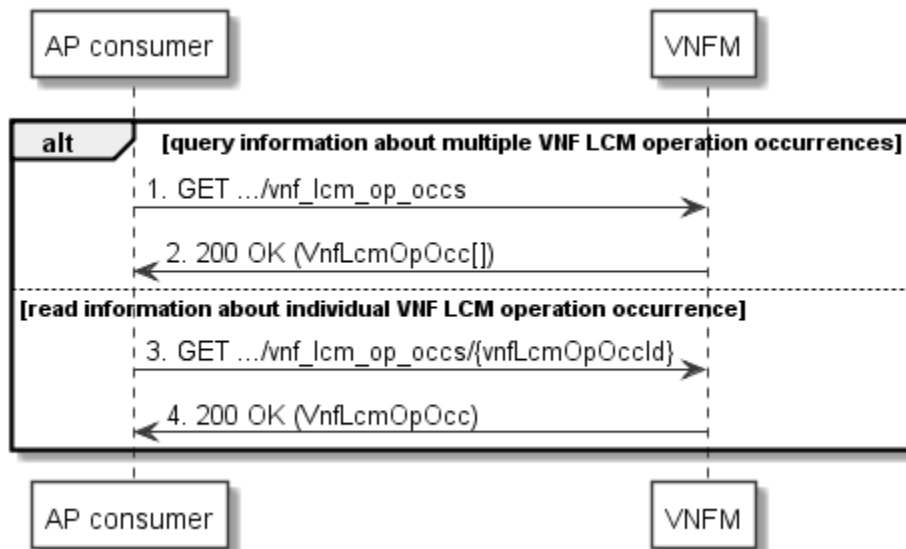 AP consumer
VNFM
alt
[query information about multiple VNF LCM operation occurrences]
1. GET .../vnf_lcm_op_occs
2. 200 OK (VnfLcmOpOcc[])
[read information about individual VNF LCM operation occurrence]
3. GET .../vnf_lcm_op_occs/{vnfLcmOpOccId}
4. 200 OK (VnfLcmOpOcc)
AP consumer
VNFM